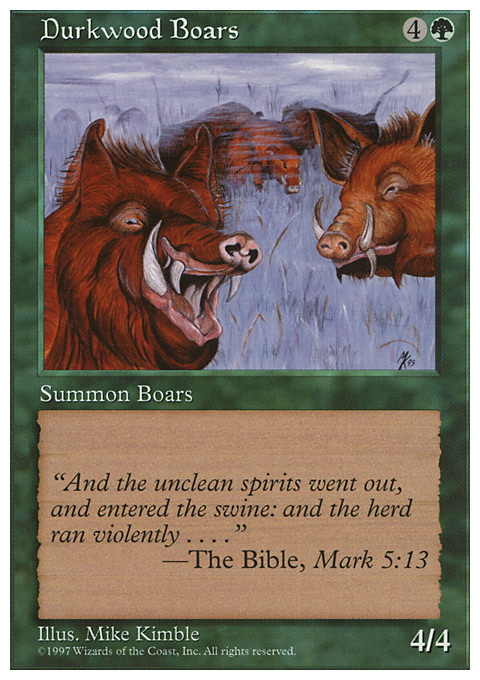 Durkwood Boars 4
Summon Boars
“And the unclean spirits went out,
and entered the swine: and the herd
ran violently . . . .”
—The Bible, Mark 5:13
Illus. Mike Kimble
©1997 Wizards of the Coast, Inc. All rights reserved.
4/4